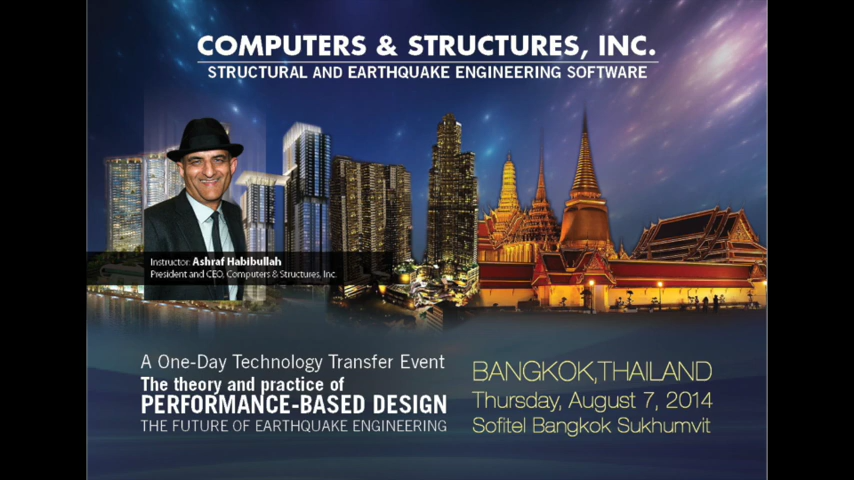 COMPUTERS & STRUCTURES, INC.
STRUCTURAL AND EARTHQUAKE ENGINEERING SOFTWARE
Instructor: Ashraf Habibullah
President and CEO, Computers & Structures, Inc.
A One-Day Technology Transfer Event
The theory and practice of
PERFORMANCE-BASED DESIGN
THE FUTURE OF EARTHQUAKE ENGINEERING
BANGKOK,THAILAND
Thursday, August 7, 2014
Sofitel Bangkok Sukhumvit